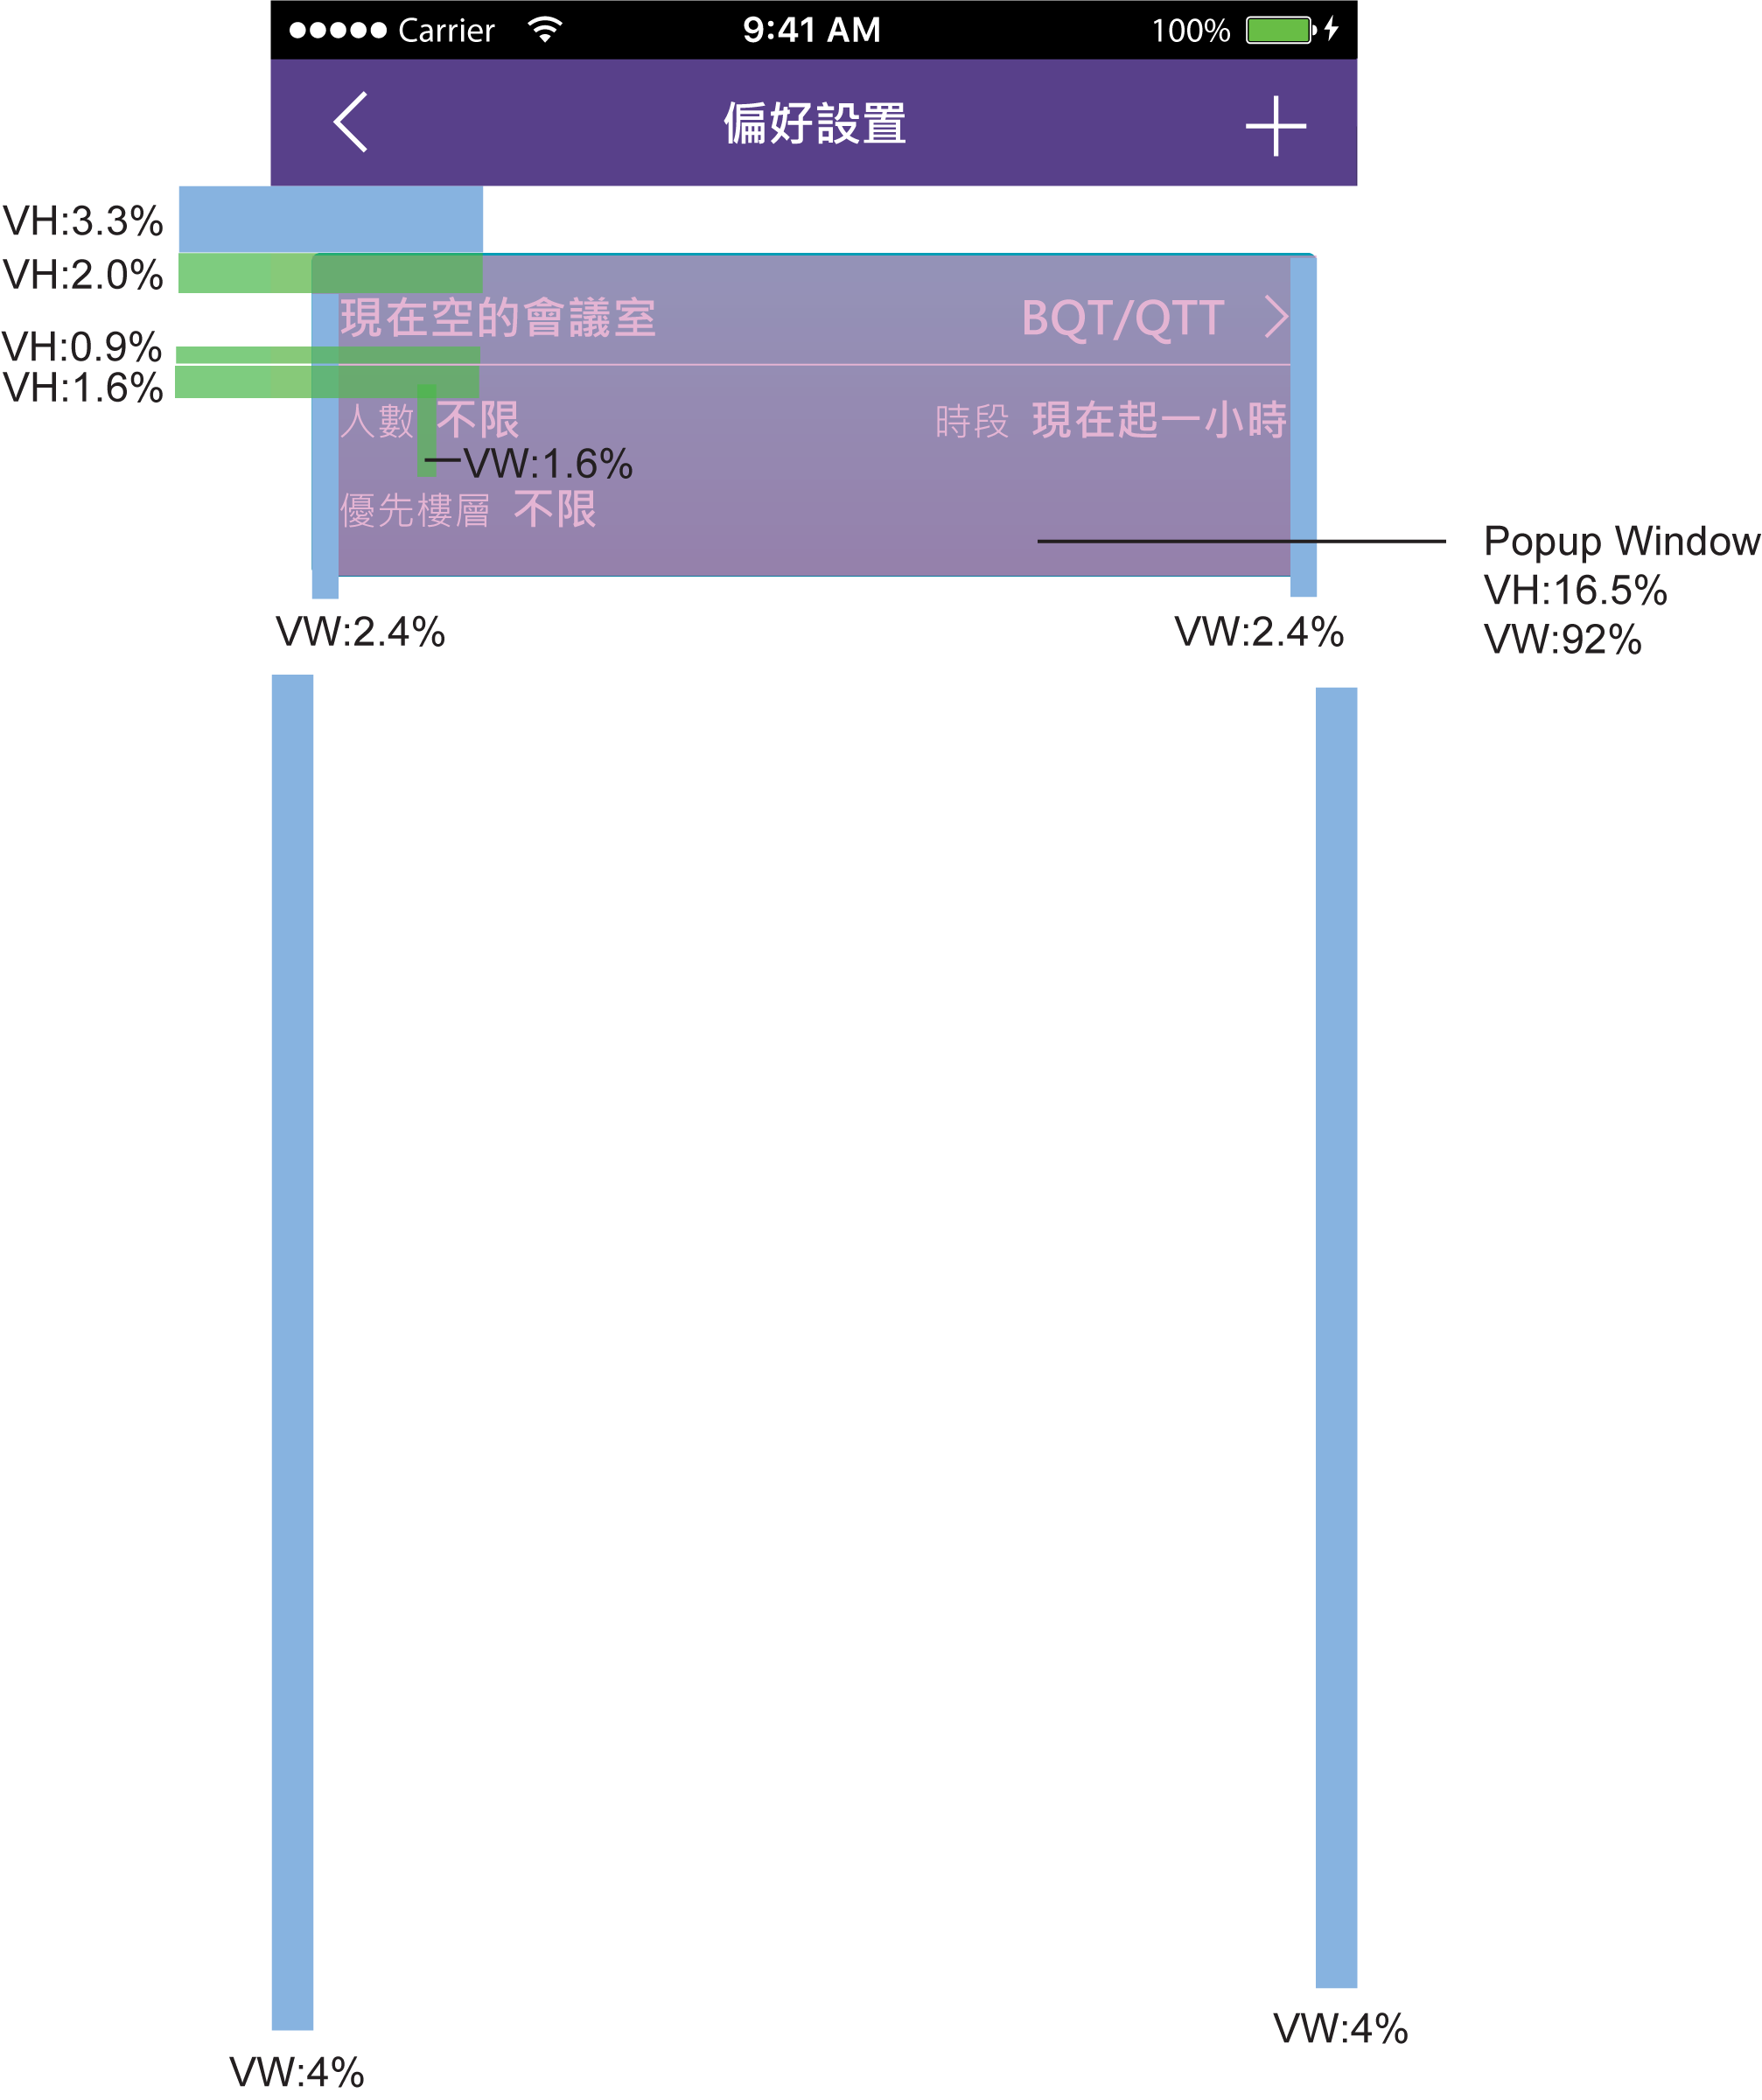 Carrier 9:41 AM 100%
偏好設置
VH:3.3%
VH:2.0%
現在空的會議室 BQT/QTT
VH:0.9%
VH:1.6%
人數 不限 時段 現在起一小時
VW:1.6%
優先樓層 不限
Popup Window
VH:16.5%
VW:92%
VW:2.4% VW:2.4%
VW:4%
VW:4%